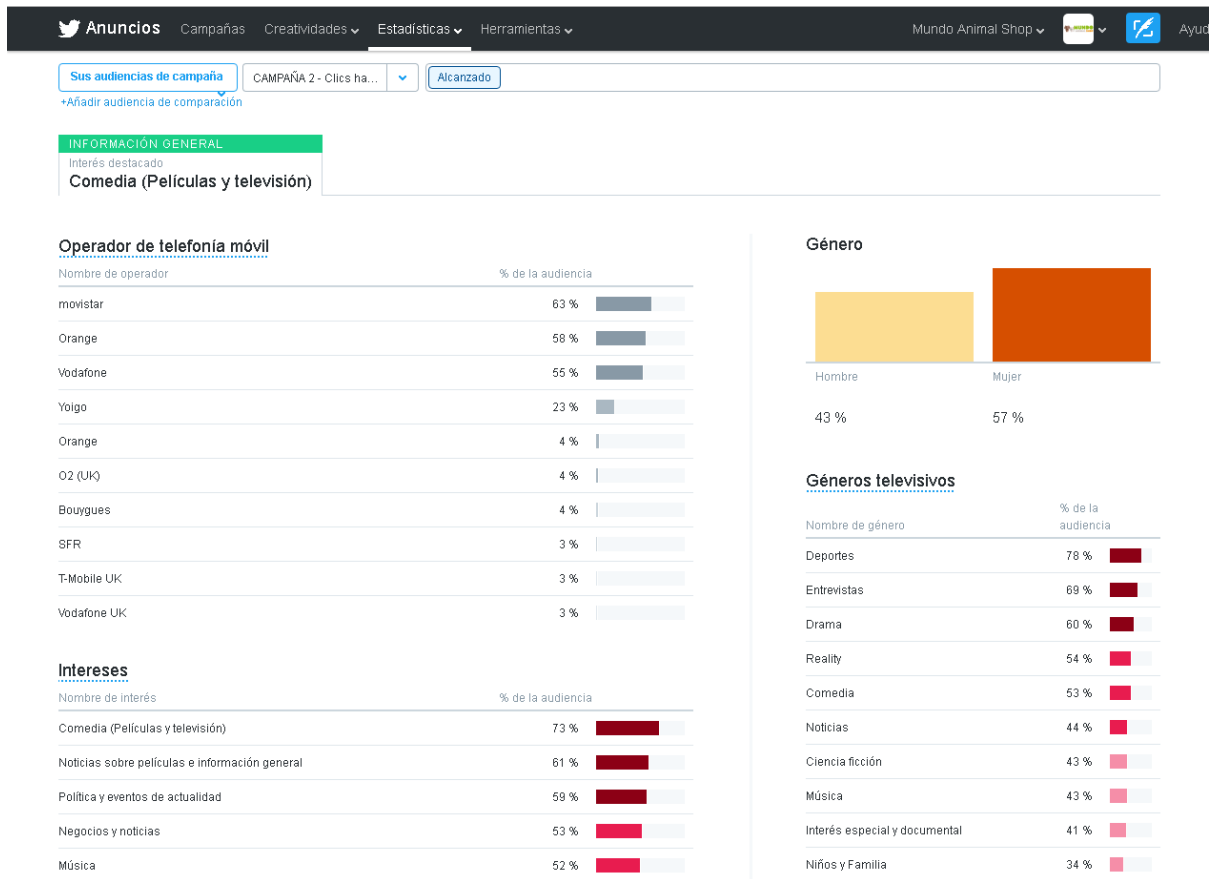 Anuncios Campañas Creatividades Estadísticas Herramientas Mundo Animal Shop Ayud
Sus audiencias de campaña CAMPAÑA 2 - Clics ha... Alcanzado
+Añadir audiencia de comparación
INFORMACIÓN GENERAL
Interés destacado
Comedia (Películas y televisión)
Operador de telefonía móvil
Nombre de operador % de la audiencia
movistar 63 %
Orange 58 %
Vodafone 55 %
Yoigo 23 %
Orange 4 %
O2 (UK) 4 %
Bouygues 4 %
SFR 3 %
T-Mobile UK 3 %
Vodafone UK 3 %
Intereses
Nombre de interés % de la audiencia
Comedia (Películas y televisión) 73 %
Noticias sobre películas e información general 61 %
Política y eventos de actualidad 59 %
Negocios y noticias 53 %
Música 52 %
Género
Hombre Mujer
43 % 57 %
Géneros televisivos
Nombre de género % de la audiencia
Deportes 78 %
Entrevistas 69 %
Drama 60 %
Reality 54 %
Comedia 53 %
Noticias 44 %
Ciencia ficción 43 %
Música 43 %
Interés especial y documental 41 %
Niños y Familia 34 %